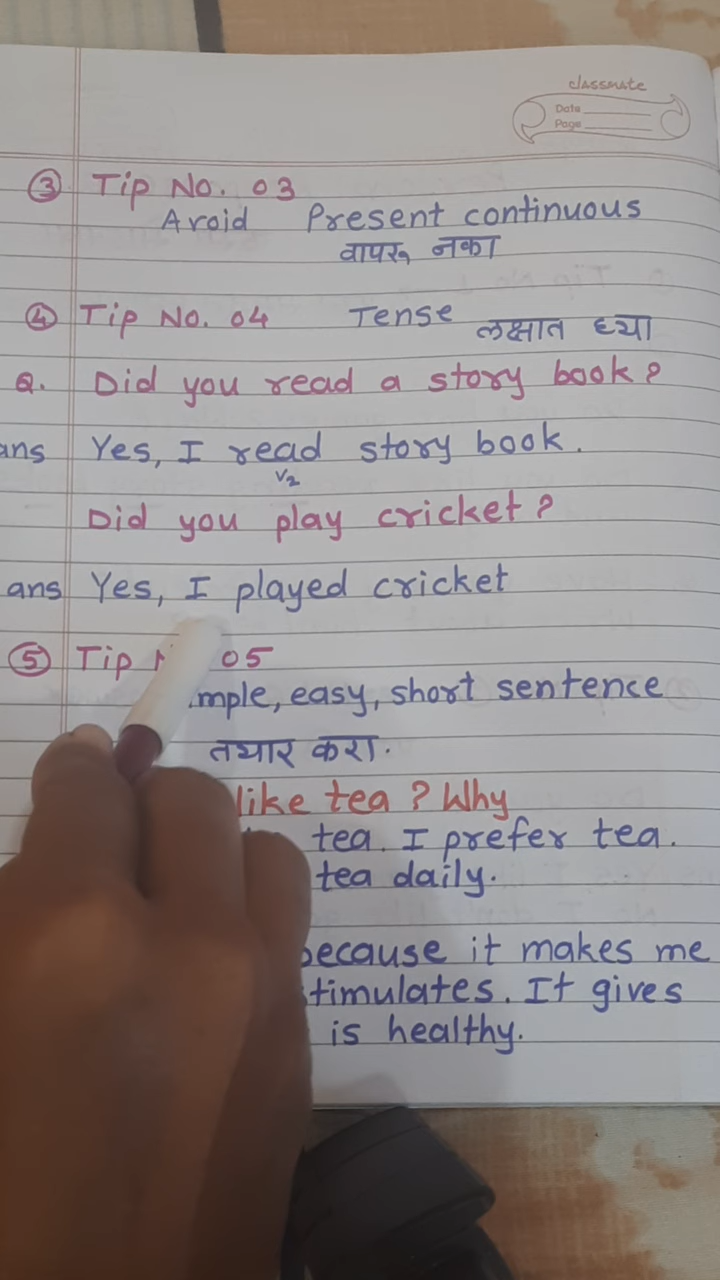 classmate
Date
Page
③ Tip No. 03
Avoid Present continuous
वापरू नका
④ Tip No. 04 Tense लक्षात घ्या
Q. Did you read a story book?
ans Yes, I read story book.
V2
Did you play cricket?
ans Yes, I played cricket
⑤ Tip 05
mple, easy, short sentence
तयार करा.
like tea? Why
tea. I prefer tea.
tea daily.
because it makes me
timulates. It gives
is healthy.